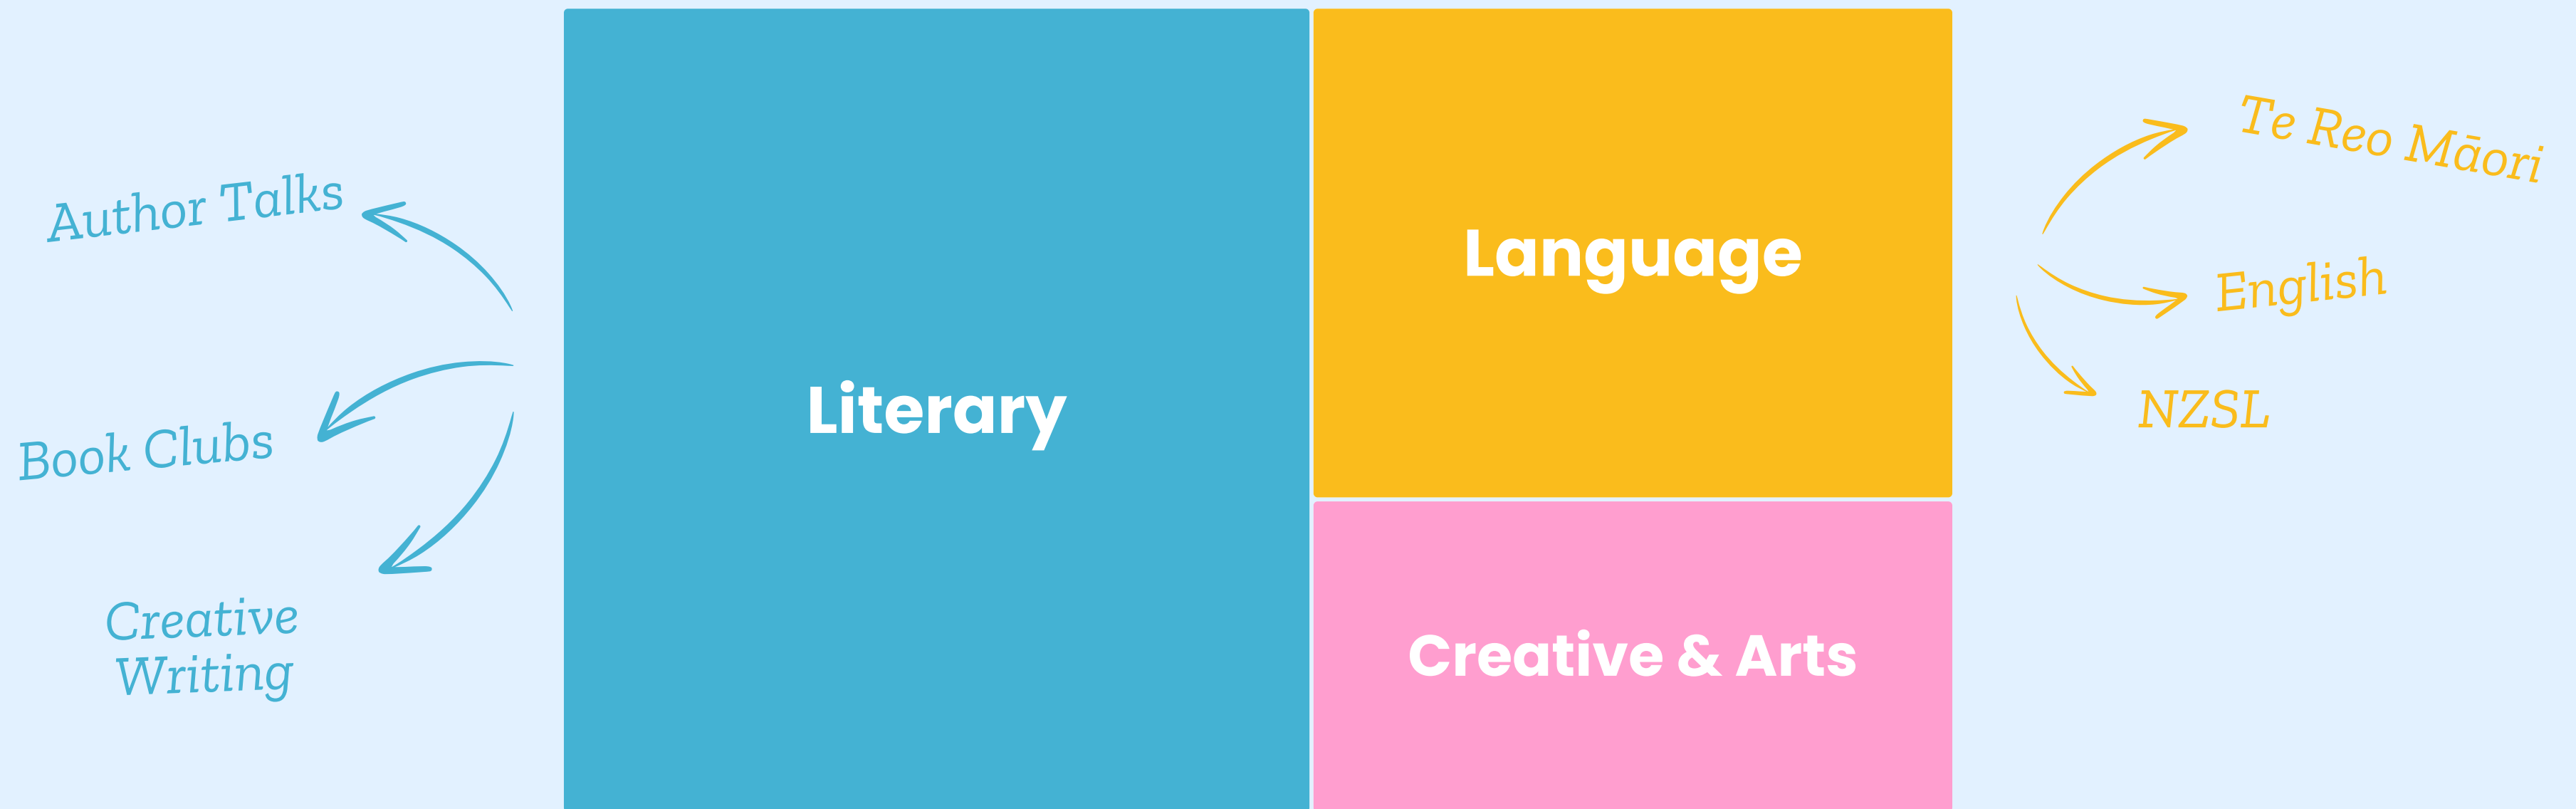 Author Talks
Book Clubs
Creative
Writing
Literary
Language
Creative & Arts
Te Reo Māori
English
NZSL